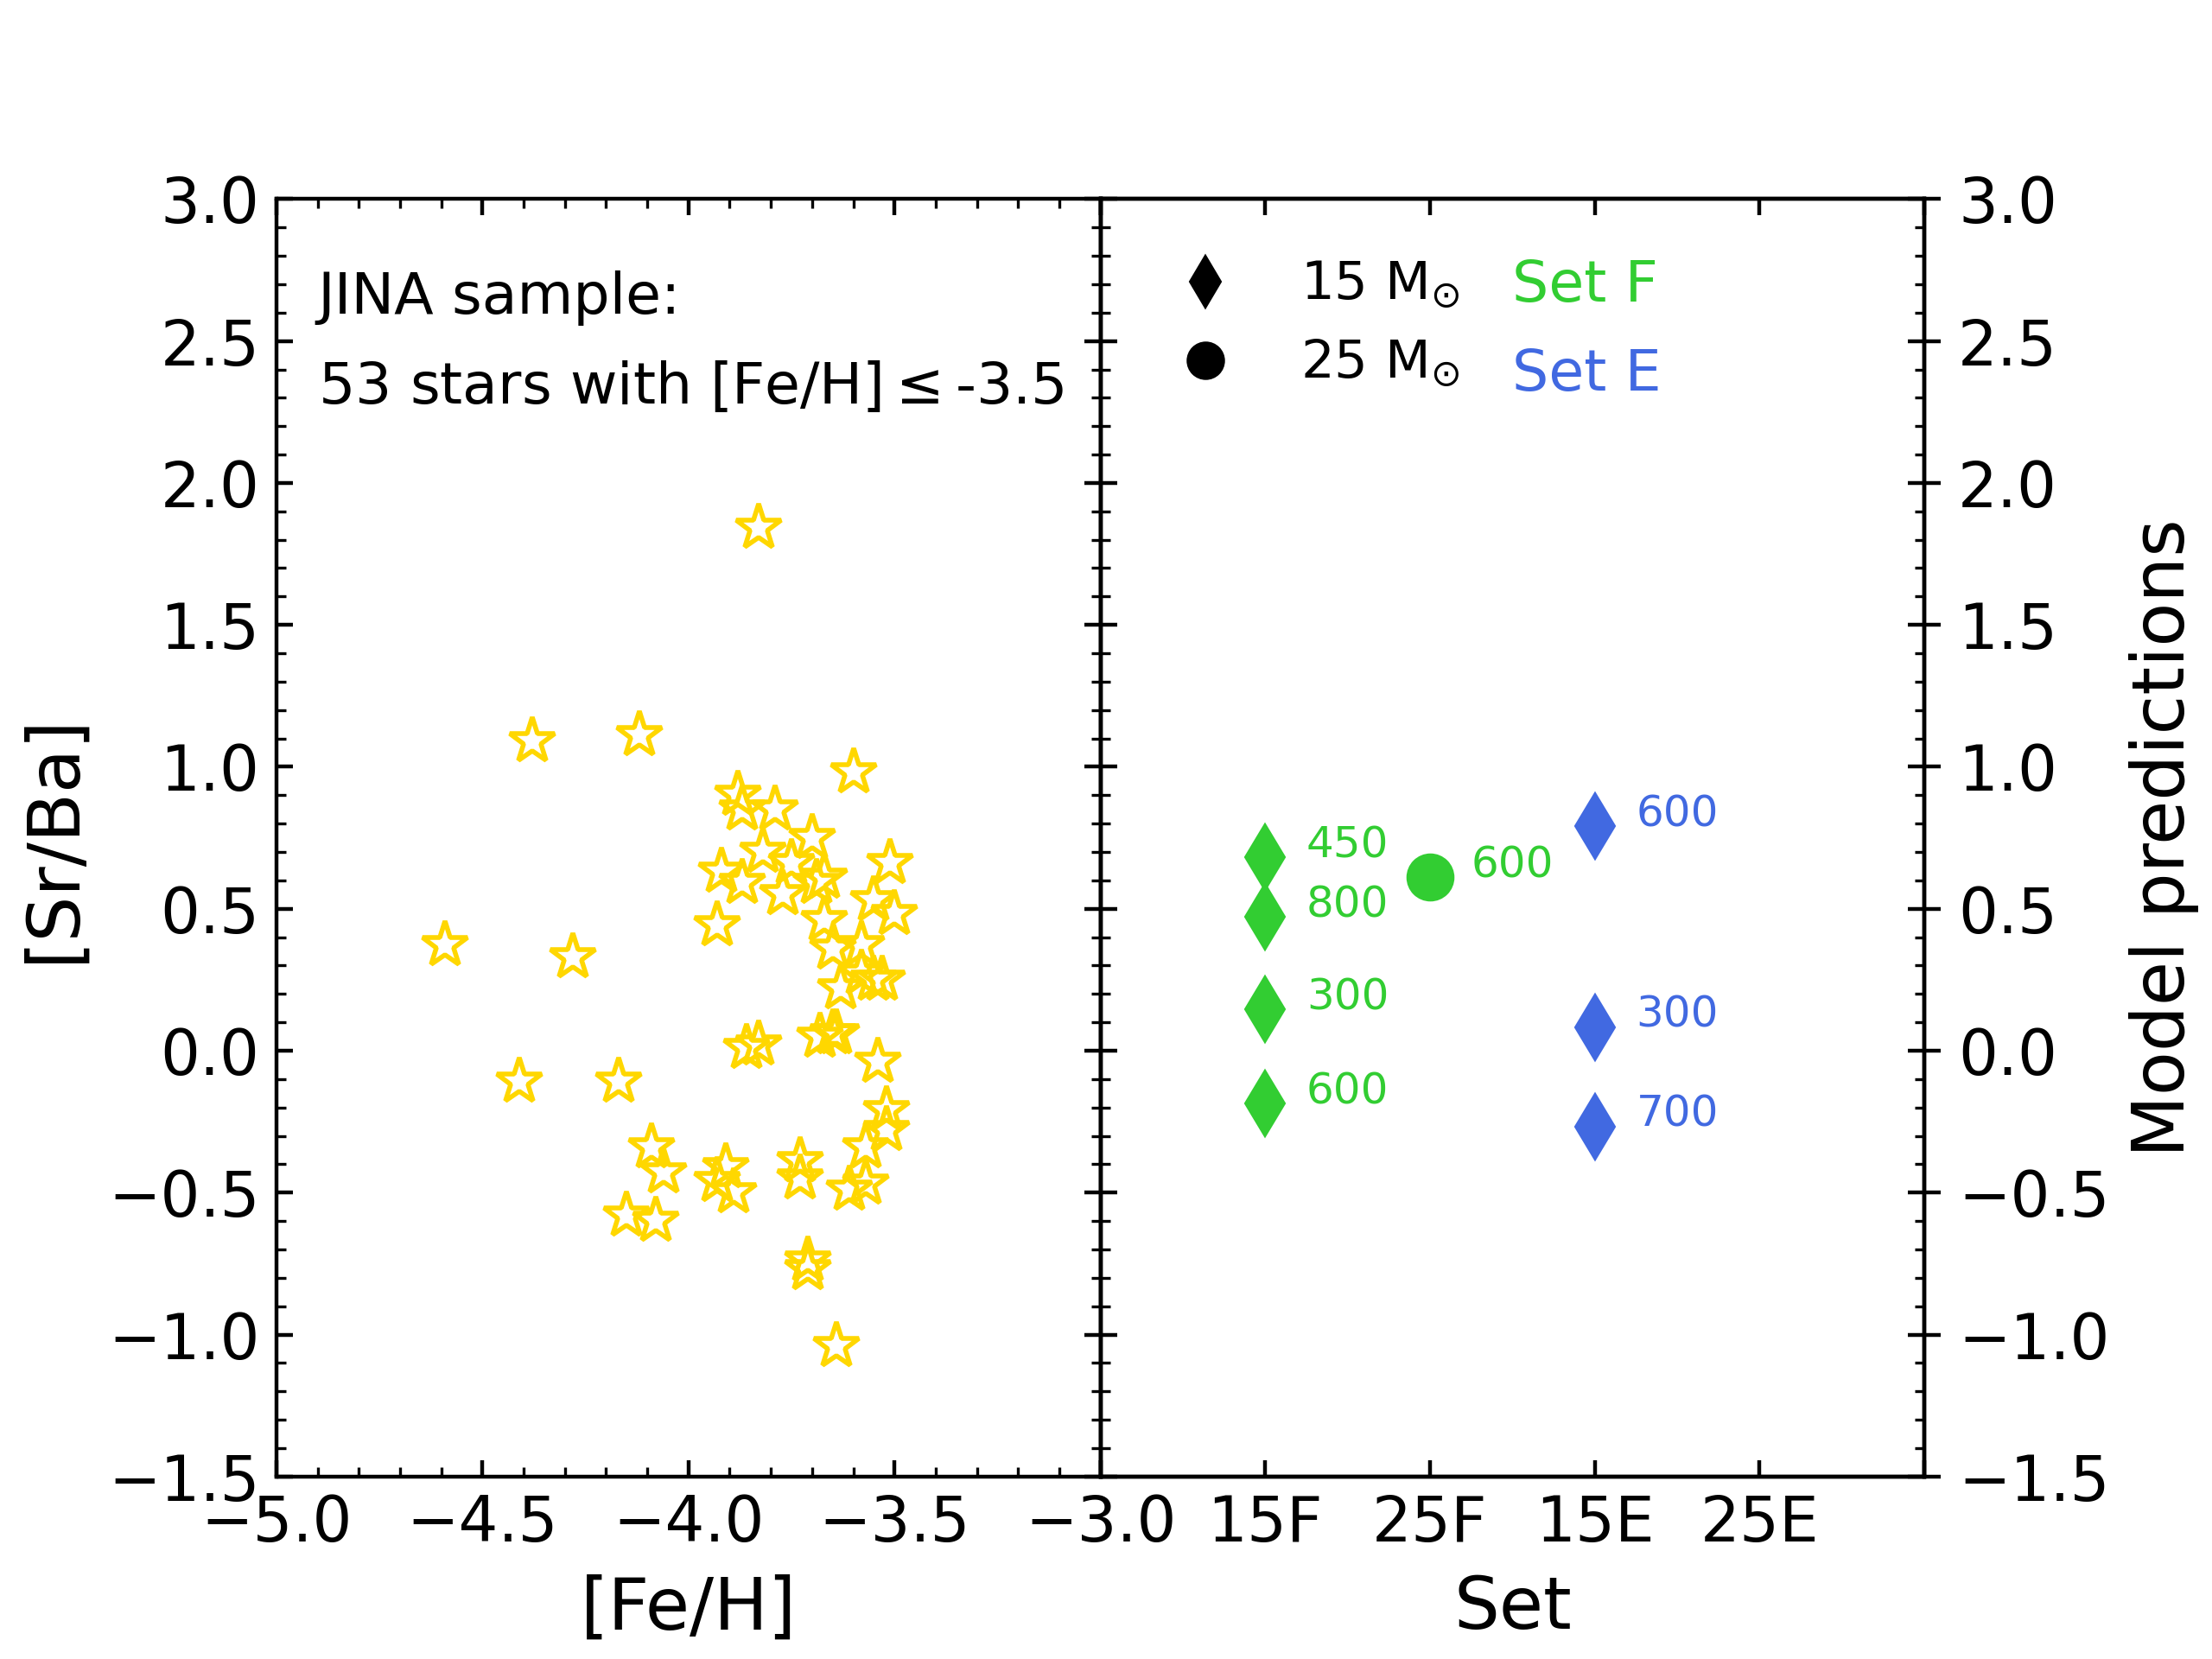 3.0
2.5
2.0
1.5
1.0
0.5
0.0
−0.5
−1.0
−1.5
[Sr/Ba]
JINA sample:
53 stars with [Fe/H] ≤ -3.5
−5.0 −4.5 −4.0 −3.5 −3.0
[Fe/H]
15 M⊙ Set F
25 M⊙ Set E
450
800
300
600
600
600
300
700
15F 25F 15E 25E
Set
3.0
2.5
2.0
1.5
1.0
0.5
0.0
−0.5
−1.0
−1.5
Model predictions